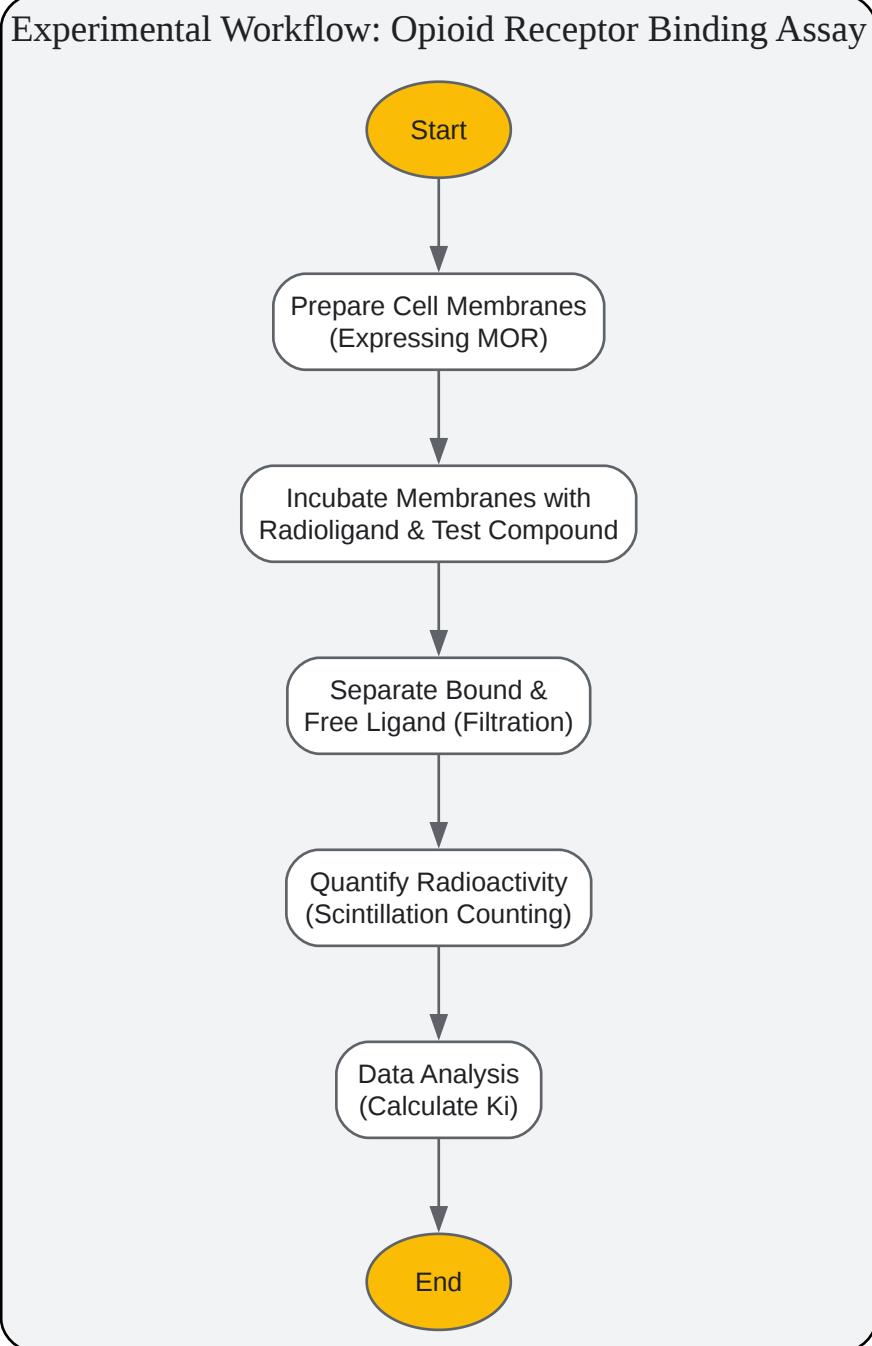 Experimental Workflow: Opioid Receptor Binding Assay
Start
Prepare Cell Membranes
(Expressing MOR)
Incubate Membranes with
Radioligand & Test Compound
Separate Bound &
Free Ligand (Filtration)
Quantify Radioactivity
(Scintillation Counting)
Data Analysis
(Calculate Ki)
End